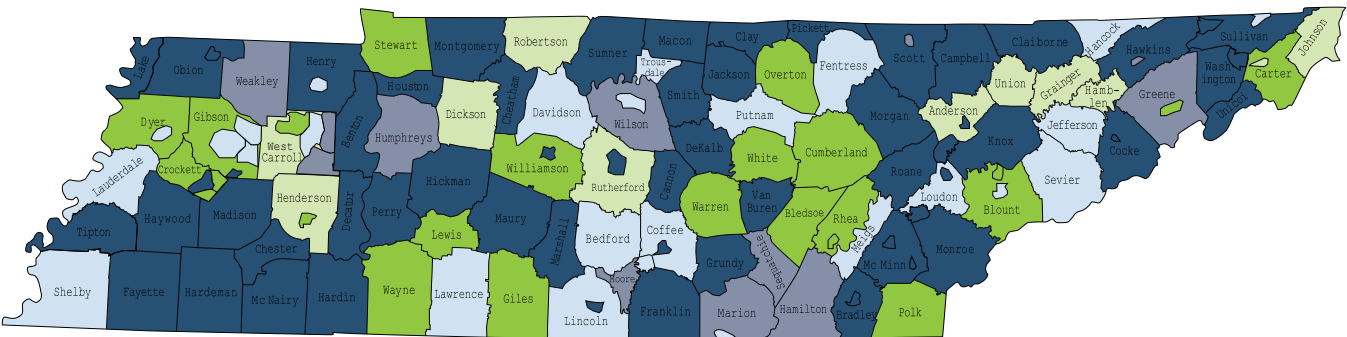 Lake
Obion
Weakley
Henry
Stewart
Montgomery
Robertson
Sumner
Macon
Trous-
dale
Clay
Pickett
Overton
Fentress
Scott
Campbell
Claiborne
Hancock
Hawkins
Sullivan
Johnson
Carter
Wash
ington
Unicoi
Greene
Hamb-
len
Grainger
Union
Anderson
Morgan
Jackson
Smith
Putnam
Wilson
Davidson
Cheatham
Dickson
Houston
Humphreys
Benton
West
Carroll
Gibson
Dyer
Crockett
Lauderdale
Haywood
Madison
Henderson
Decatur
Perry
Hickman
Williamson
Rutherford
Cannon
DeKalb
White
Cumberland
Roane
Knox
Jefferson
Cocke
Sevier
Blount
Loudon
Monroe
Mc Minn
Meigs
Rhea
Bledsoe
Van
Buren
Warren
Coffee
Bedford
Marshall
Maury
Lewis
Chester
Tipton
Shelby
Fayette
Hardeman
Mc Nairy
Hardin
Wayne
Lawrence
Giles
Lincoln
Moore
Franklin
Grundy
Sequatchie
Marion
Hamilton
Bradley
Polk